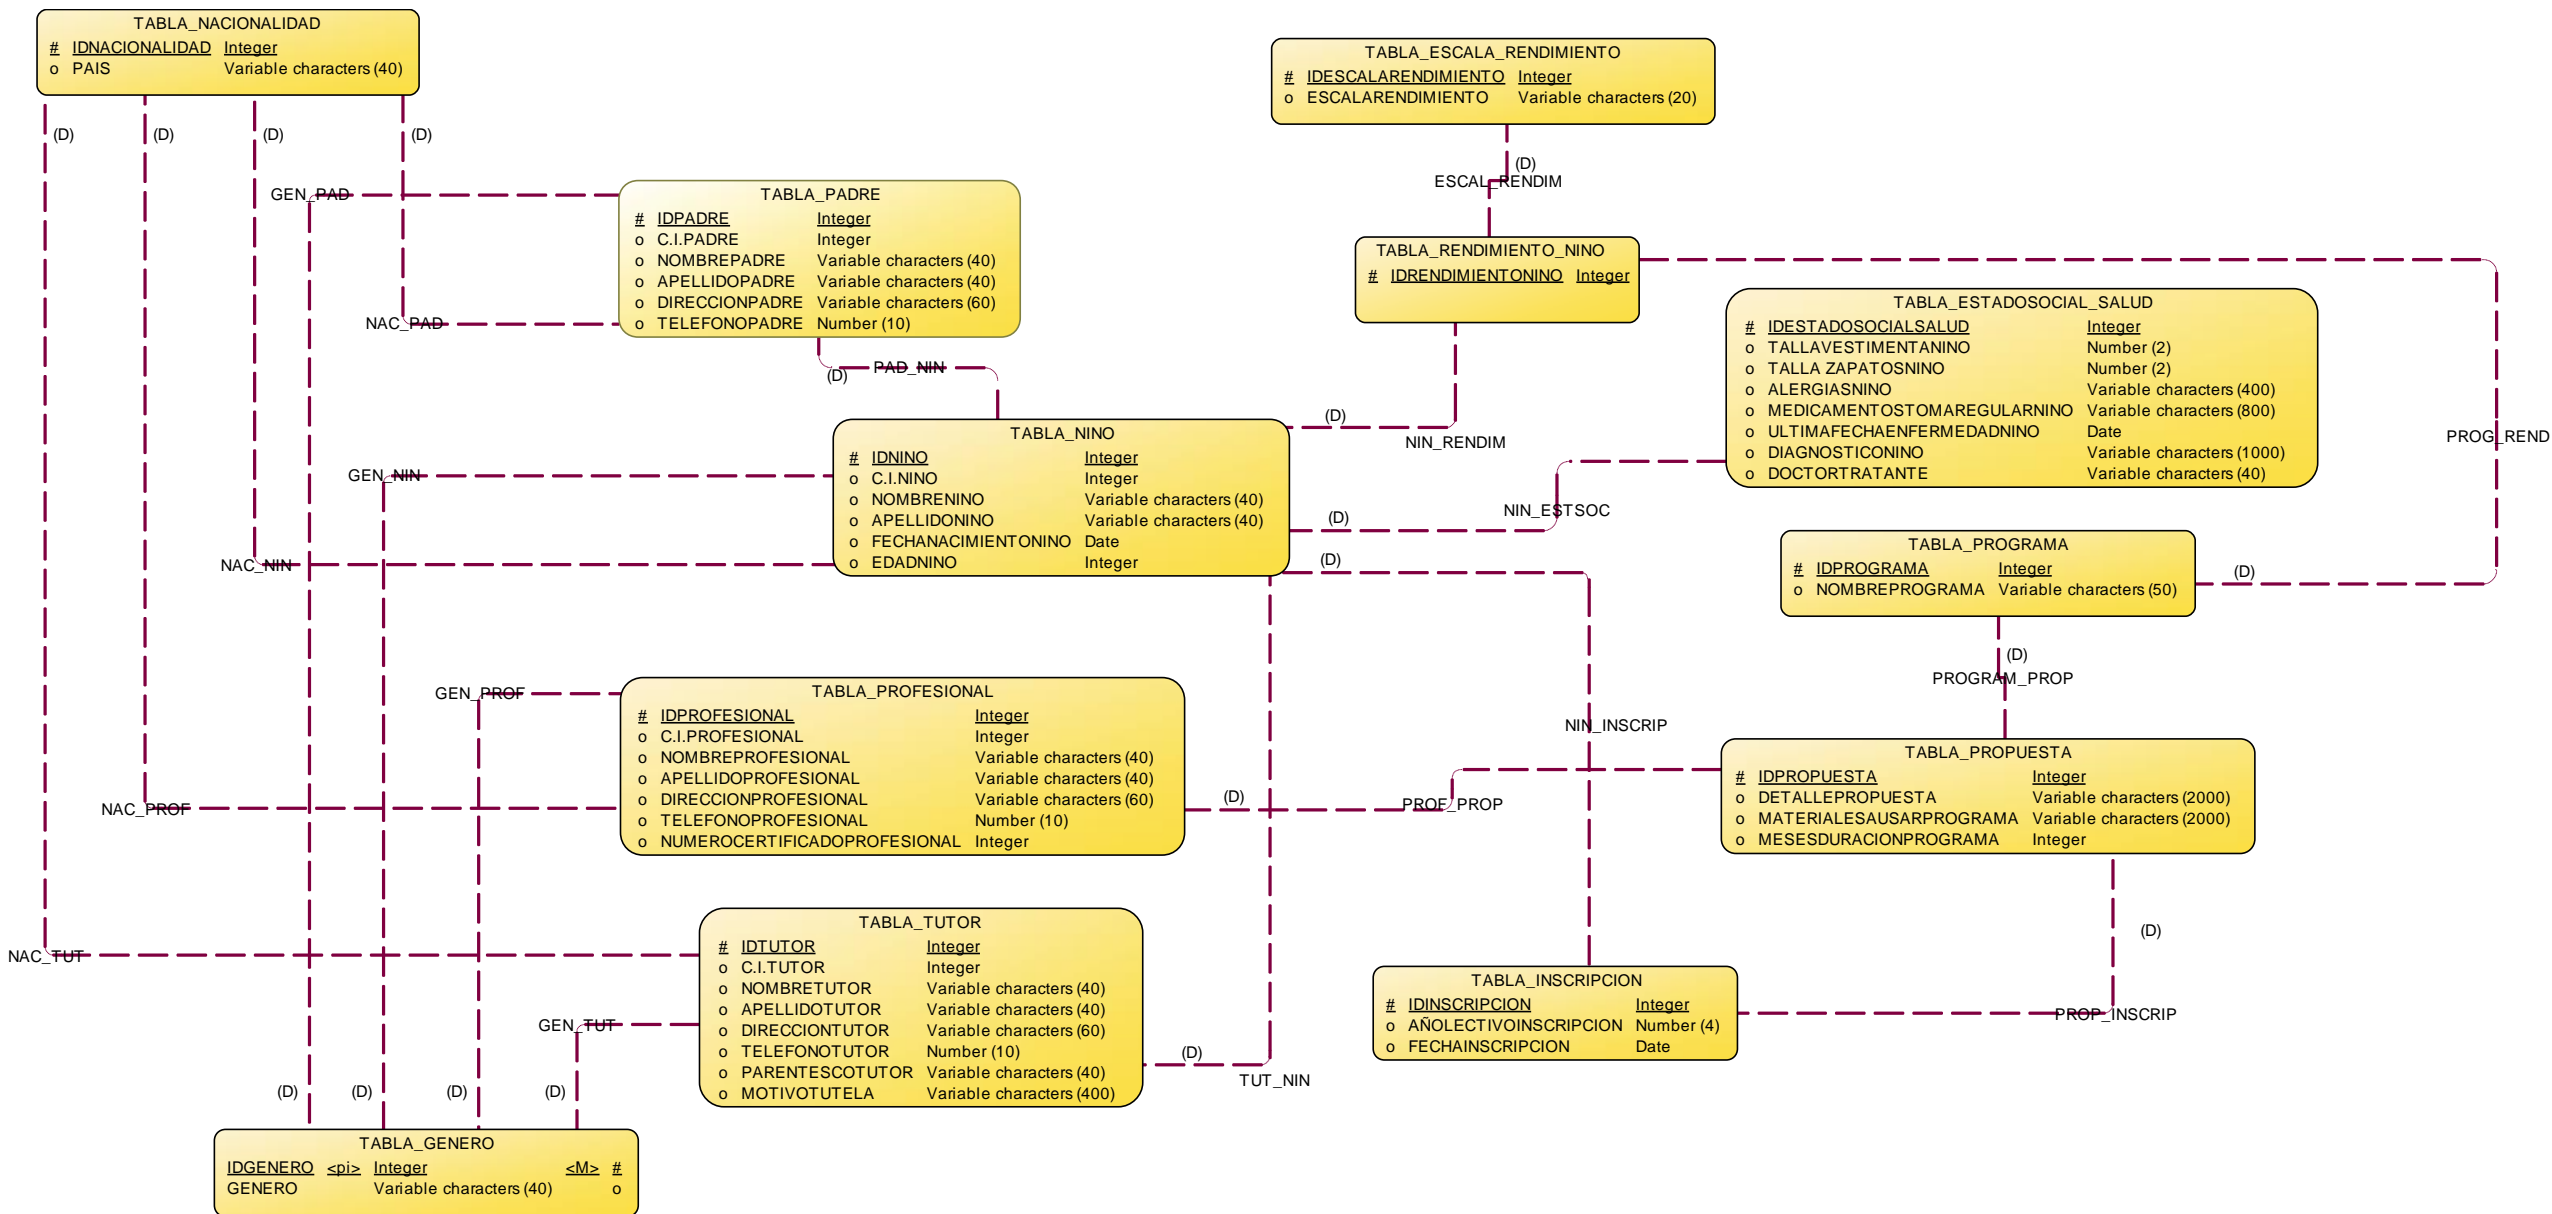 TABLA_NACIONALIDAD
# IDNACIONALIDAD Integer
o PAIS Variable characters (40)
(D) (D) (D) (D)
TABLA_ESCALA_RENDIMIENTO
# IDESCALARENDIMIENTO Integer
o ESCALARENDIMIENTO Variable characters (20)
(D)
ESCAL_RENDIM
GEN_PAD
NAC_PAD
TABLA_PADRE
# IDPADRE Integer
o C.I.PADRE Integer
o NOMBREPADRE Variable characters (40)
o APELLIDOPADRE Variable characters (40)
o DIRECCIONPADRE Variable characters (60)
o TELEFONOPADRE Number (10)
(D) PAD_NIN
TABLA_RENDIMIENTO_NINO
# IDRENDIMIENTONINO Integer
TABLA_ESTADOSOCIAL_SALUD
# IDESTADOSOCIALSALUD Integer
o TALLAVESTIMENTANINO Number (2)
o TALLA ZAPATOSNINO Number (2)
o ALERGIASNINO Variable characters (400)
o MEDICAMENTOSTOMAREGULARNINO Variable characters (800)
o ULTIMAFECHAENFERMEDADNINO Date
o DIAGNOSTICONINO Variable characters (1000)
o DOCTORTRATANTE Variable characters (40)
PROG_REND
(D)
NIN_RENDIM
GEN_NIN
NAC_NIN
TABLA_NINO
# IDNINO Integer
o C.I.NINO Integer
o NOMBRENINO Variable characters (40)
o APELLIDONINO Variable characters (40)
o FECHANACIMIENTONINO Date
o EDADNINO Integer
(D)
NIN_ESTSOC
(D)
TABLA_PROGRAMA
# IDPROGRAMA Integer
o NOMBREPROGRAMA Variable characters (50)
(D)
(D)
PROGRAM_PROP
GEN_PROF
NAC_PROF
TABLA_PROFESIONAL
# IDPROFESIONAL Integer
o C.I.PROFESIONAL Integer
o NOMBREPROFESIONAL Variable characters (40)
o APELLIDOPROFESIONAL Variable characters (40)
o DIRECCIONPROFESIONAL Variable characters (60)
o TELEFONOPROFESIONAL Number (10)
o NUMEROCERTIFICADOPROFESIONAL Integer
(D)
PROF_PROP
NIN_INSCRIP
TABLA_PROPUESTA
# IDPROPUESTA Integer
o DETALLEPROPUESTA Variable characters (2000)
o MATERIALESAUSARPROGRAMA Variable characters (2000)
o MESESDURACIONPROGRAMA Integer
(D)
PROP_INSCRIP
NAC_TUT
GEN_TUT
TABLA_TUTOR
# IDTUTOR Integer
o C.I.TUTOR Integer
o NOMBRETUTOR Variable characters (40)
o APELLIDOTUTOR Variable characters (40)
o DIRECCIONTUTOR Variable characters (60)
o TELEFONOTUTOR Number (10)
o PARENTESCOTUTOR Variable characters (40)
o MOTIVOTUTELA Variable characters (400)
(D)
TUT_NIN
TABLA_INSCRIPCION
# IDINSCRIPCION Integer
o AÑOLECTIVOINSCRIPCION Number (4)
o FECHAINSCRIPCION Date
(D) (D) (D) (D)
TABLA_GENERO
IDGENERO <pi> Integer <M> #
GENERO Variable characters (40) o